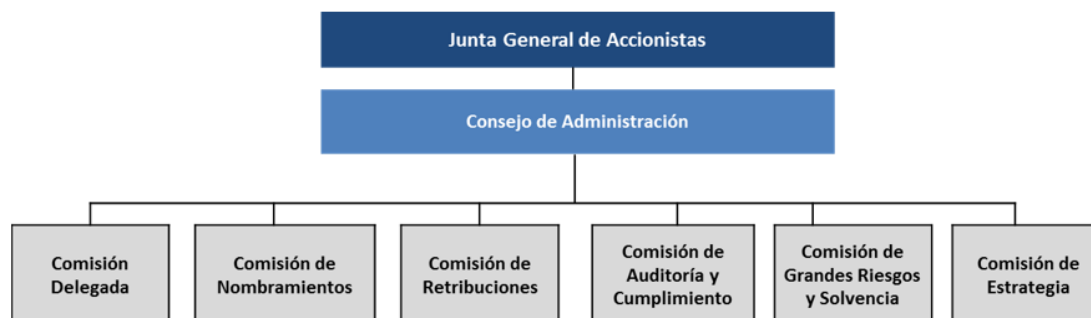 Junta General de Accionistas
Consejo de Administración
Comisión
Delegada
Comisión de
Nombramientos
Comisión de
Retribuciones
Comisión de
Auditoría y
Cumplimiento
Comisión de
Grandes Riesgos
y Solvencia
Comisión de
Estrategia